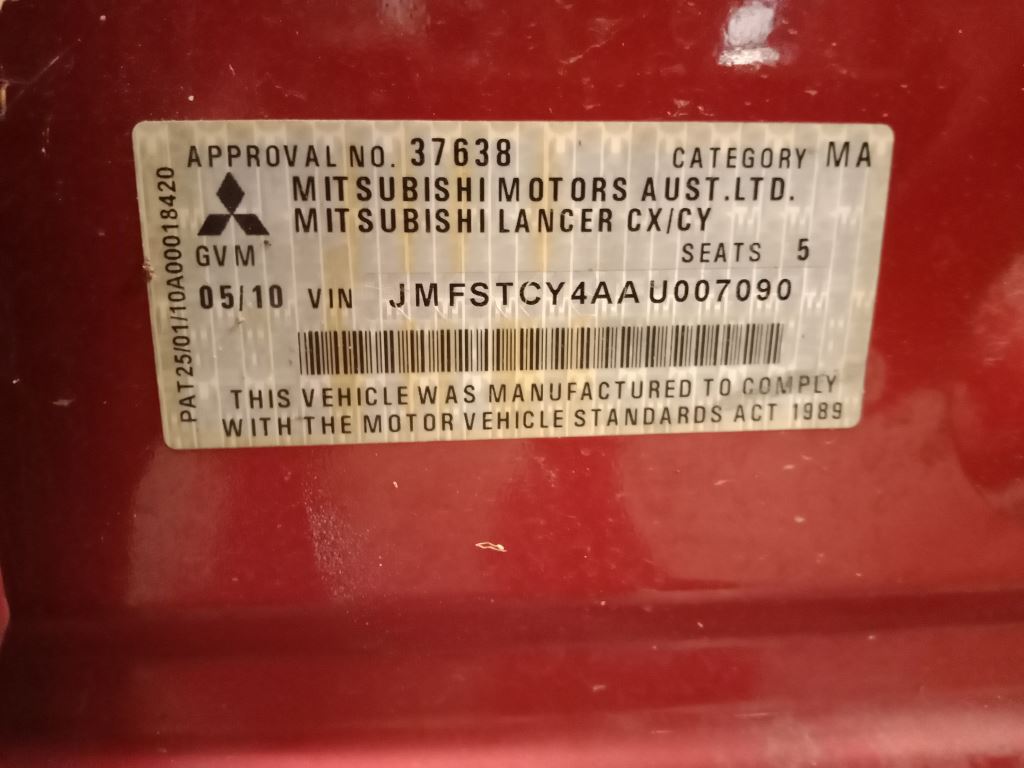 APPROVAL NO. 37638 CATEGORY MA
MITSUBISHI MOTORS AUST.LTD.
MITSUBISHI LANCER CX/CY
GVM SEATS 5
05/10 VIN JMFSTCY4AAU007090
THIS VEHICLE WAS MANUFACTURED TO COMPLY
WITH THE MOTOR VEHICLE STANDARDS ACT 1989
PAT25/01/10A00018420